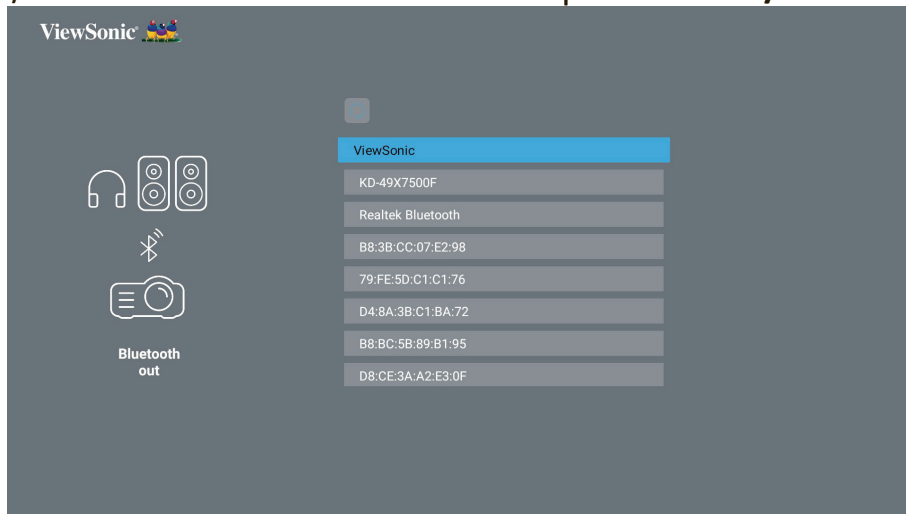 ViewSonic
ViewSonic
KD-49X7500F
Realtek Bluetooth
B8:3B:CC:07:E2:98
79:FE:5D:C1:C1:76
D4:8A:3B:C1:BA:72
B8:BC:5B:89:B1:95
D8:CE:3A:A2:E3:0F
Bluetooth
out